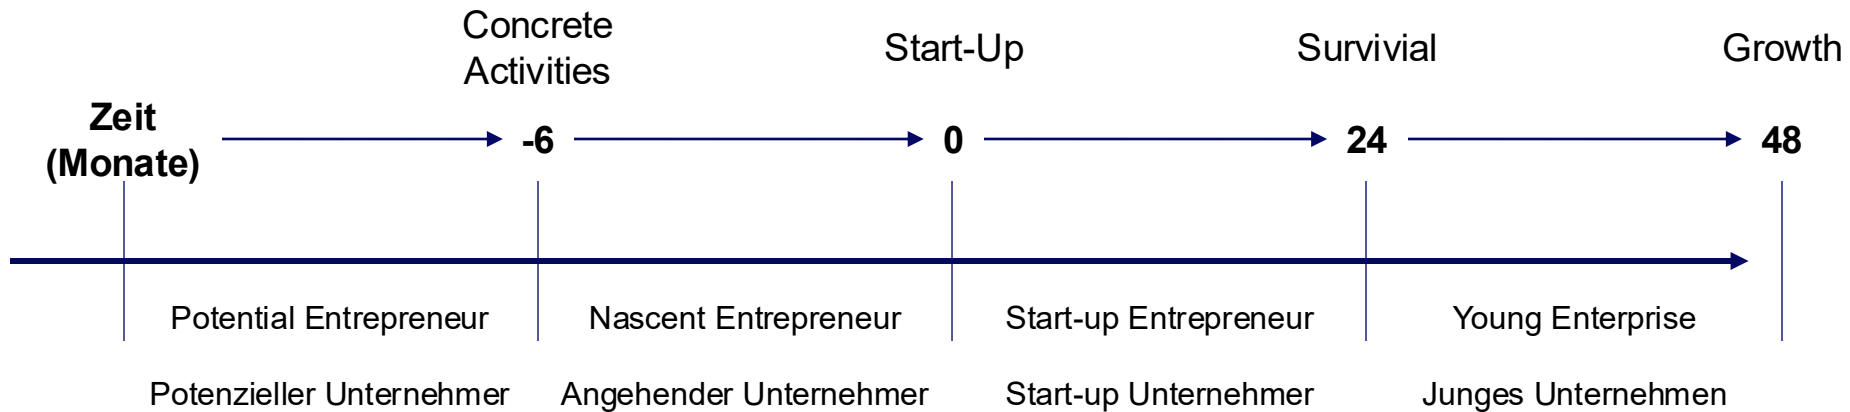 Concrete
Activities
Start-Up
Survivial
Growth
Zeit
(Monate)
-6
0
24
48
Potential Entrepreneur
Nascent Entrepreneur
Start-up Entrepreneur
Young Enterprise
Potenzieller Unternehmer
Angehender Unternehmer
Start-up Unternehmer
Junges Unternehmen